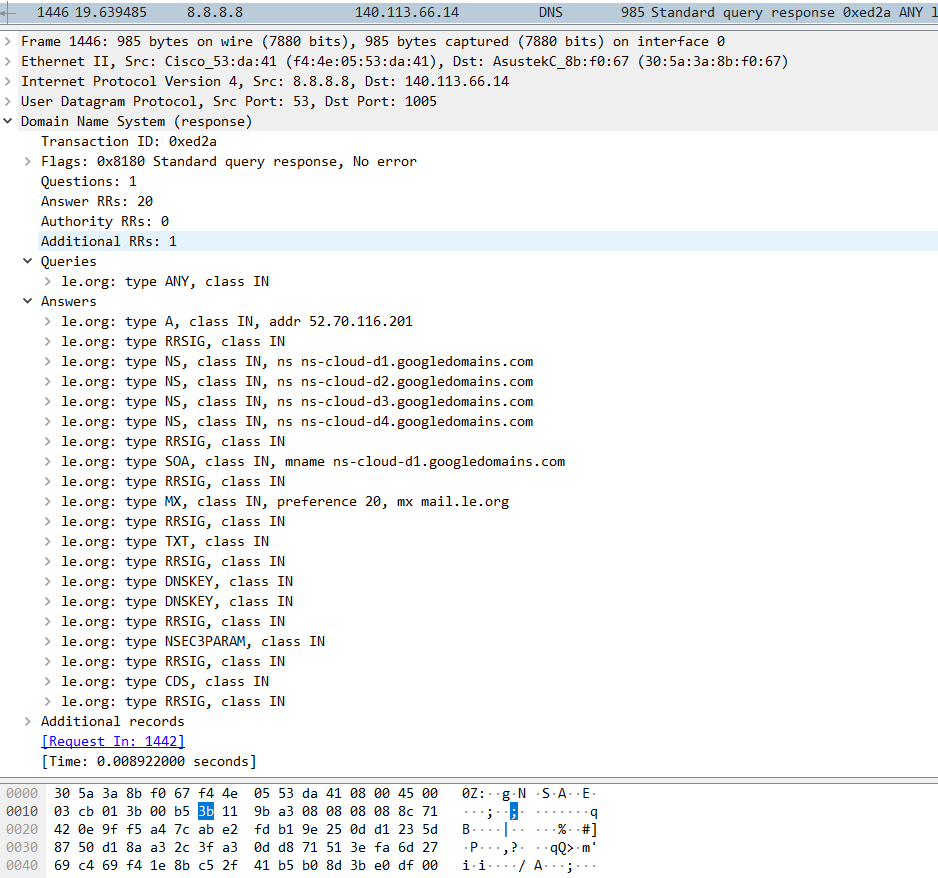 1446 19.639485 8.8.8.8 140.113.66.14 DNS 985 Standard query response 0xed2a ANY l
Frame 1446: 985 bytes on wire (7880 bits), 985 bytes captured (7880 bits) on interface 0
Ethernet II, Src: Cisco_53:da:41 (f4:4e:05:53:da:41), Dst: AsustekC_8b:f0:67 (30:5a:3a:8b:f0:67)
Internet Protocol Version 4, Src: 8.8.8.8, Dst: 140.113.66.14
User Datagram Protocol, Src Port: 53, Dst Port: 1005
Domain Name System (response)
Transaction ID: 0xed2a
Flags: 0x8180 Standard query response, No error
Questions: 1
Answer RRs: 20
Authority RRs: 0
Additional RRs: 1
Queries
le.org: type ANY, class IN
Answers
le.org: type A, class IN, addr 52.70.116.201
le.org: type RRSIG, class IN
le.org: type NS, class IN, ns ns-cloud-d1.googledomains.com
le.org: type NS, class IN, ns ns-cloud-d2.googledomains.com
le.org: type NS, class IN, ns ns-cloud-d3.googledomains.com
le.org: type NS, class IN, ns ns-cloud-d4.googledomains.com
le.org: type RRSIG, class IN
le.org: type SOA, class IN, mname ns-cloud-d1.googledomains.com
le.org: type RRSIG, class IN
le.org: type MX, class IN, preference 20, mx mail.le.org
le.org: type RRSIG, class IN
le.org: type TXT, class IN
le.org: type RRSIG, class IN
le.org: type DNSKEY, class IN
le.org: type DNSKEY, class IN
le.org: type RRSIG, class IN
le.org: type NSEC3PARAM, class IN
le.org: type RRSIG, class IN
le.org: type CDS, class IN
le.org: type RRSIG, class IN
Additional records
[Request In: 1442]
[Time: 0.008922000 seconds]
0000 30 5a 3a 8b f0 67 f4 4e 05 53 da 41 08 00 45 00 0Z:··g·N ·S·A··E·
0010 03 cb 01 3b 00 b5 3b 11 9b a3 08 08 08 08 8c 71 ···;··;· ·······q
0020 42 0e 9f f5 a4 7c ab e2 fd b1 9e 25 0d d1 23 5d B····|·· ···%··#]
0030 87 50 d1 8a a3 2c 3f a3 0d d8 71 51 3e fa 6d 27 ·P···,?· ··qQ>·m'
0040 69 c4 69 f4 1e 8b c5 2f 41 b5 b0 8d 3b e0 df 00 i·i····/ A···;···